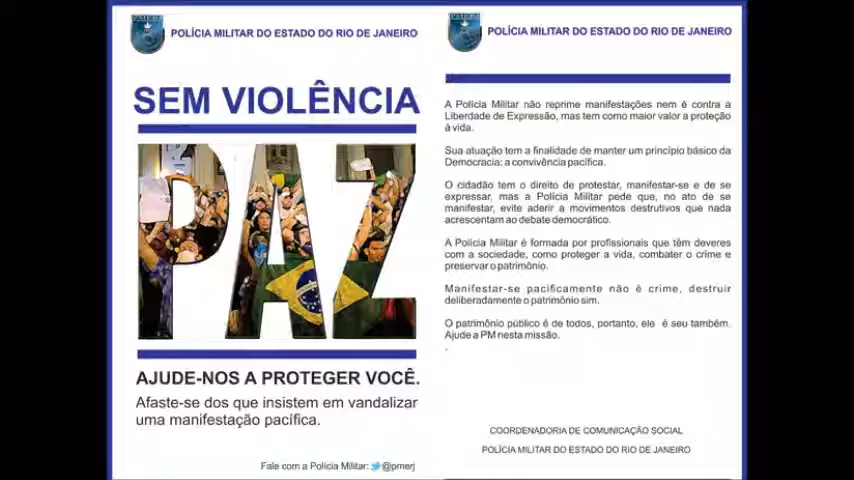 POLÍCIA MILITAR DO ESTADO DO RIO DE JANEIRO
SEM VIOLÊNCIA
PAZ
AJUDE-NOS A PROTEGER VOCÊ.
Afaste-se dos que insistem em vandalizar
uma manifestação pacífica.
Fale com a Polícia Militar: @pmerj
POLÍCIA MILITAR DO ESTADO DO RIO DE JANEIRO
A Polícia Militar não reprime manifestações nem é contra a
Liberdade de Expressão, mas tem como maior valor a proteção
à vida.
Sua atuação tem a finalidade de manter um princípio básico da
Democracia: a convivência pacífica.
O cidadão tem o direito de protestar, manifestar-se e de se
expressar, mas a Polícia Militar pede que, no ato de se
manifestar, evite aderir a movimentos destrutivos que nada
acrescentam ao debate democrático.
A Polícia Militar é formada por profissionais que têm deveres
com a sociedade, como proteger a vida, combater o crime e
preservar o patrimônio.
Manifestar-se pacificamente não é crime, destruir
deliberadamente o patrimônio sim.
O patrimônio público é de todos, portanto, ele é seu também.
Ajude a PM nesta missão.
.
COORDENADORIA DE COMUNICAÇÃO SOCIAL
POLÍCIA MILITAR DO ESTADO DO RIO DE JANEIRO